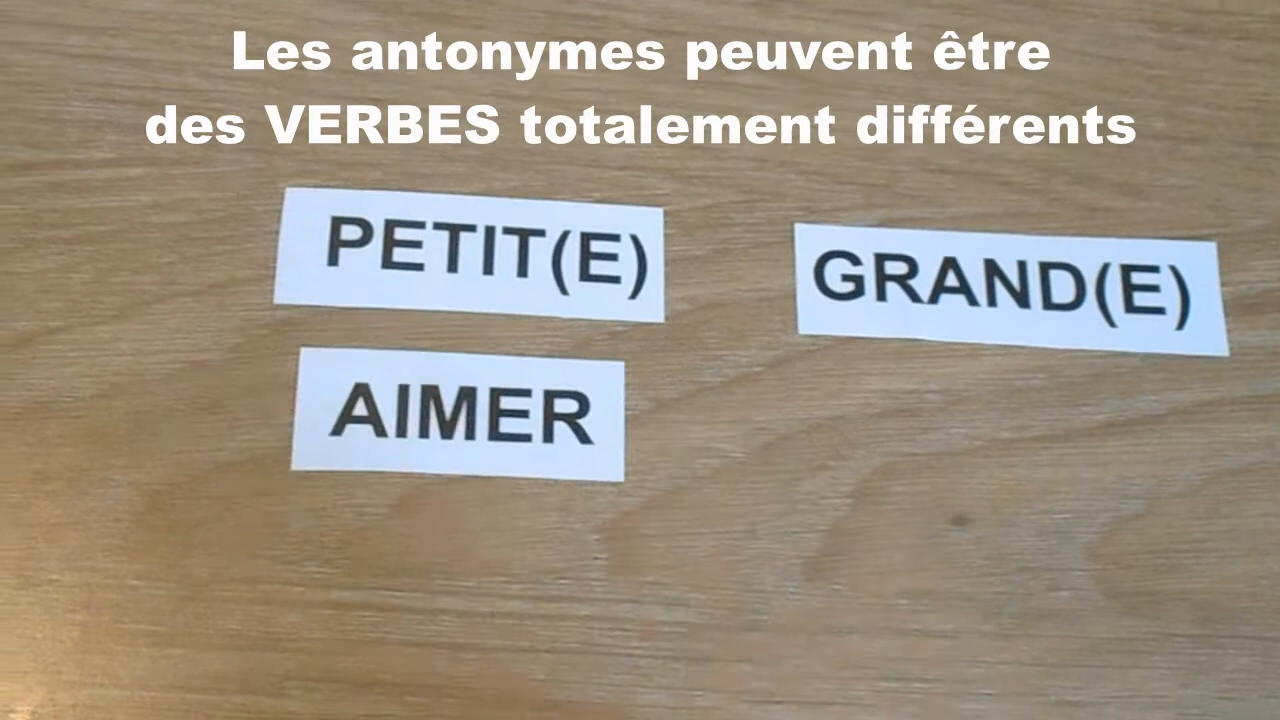 Les antonymes peuvent être
des VERBES totalement différents
PETIT(E)
GRAND(E)
AIMER